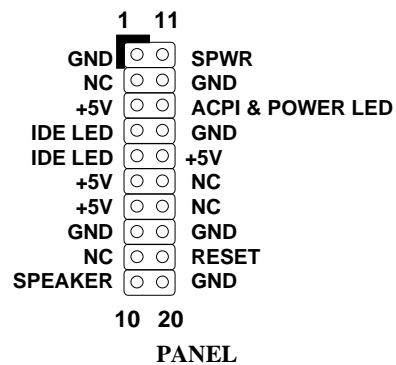 1 11
GND SPWR
NC GND
+5V ACPI & POWER LED
IDE LED GND
IDE LED +5V
+5V NC
+5V NC
GND GND
NC RESET
SPEAKER GND
10 20
PANEL